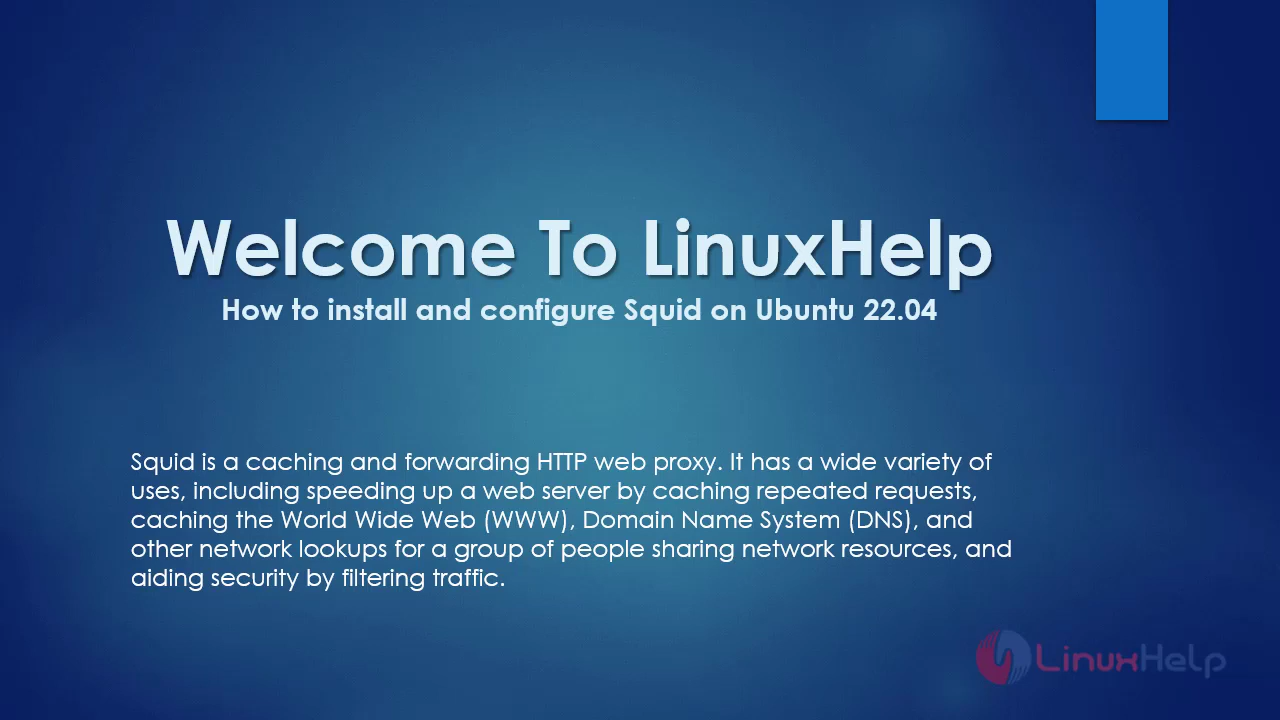 Welcome To LinuxHelp
How to install and configure Squid on Ubuntu 22.04
Squid is a caching and forwarding HTTP web proxy. It has a wide variety of
uses, including speeding up a web server by caching repeated requests,
caching the World Wide Web (WWW), Domain Name System (DNS), and
other network lookups for a group of people sharing network resources, and
aiding security by filtering traffic.
LinuxHelp